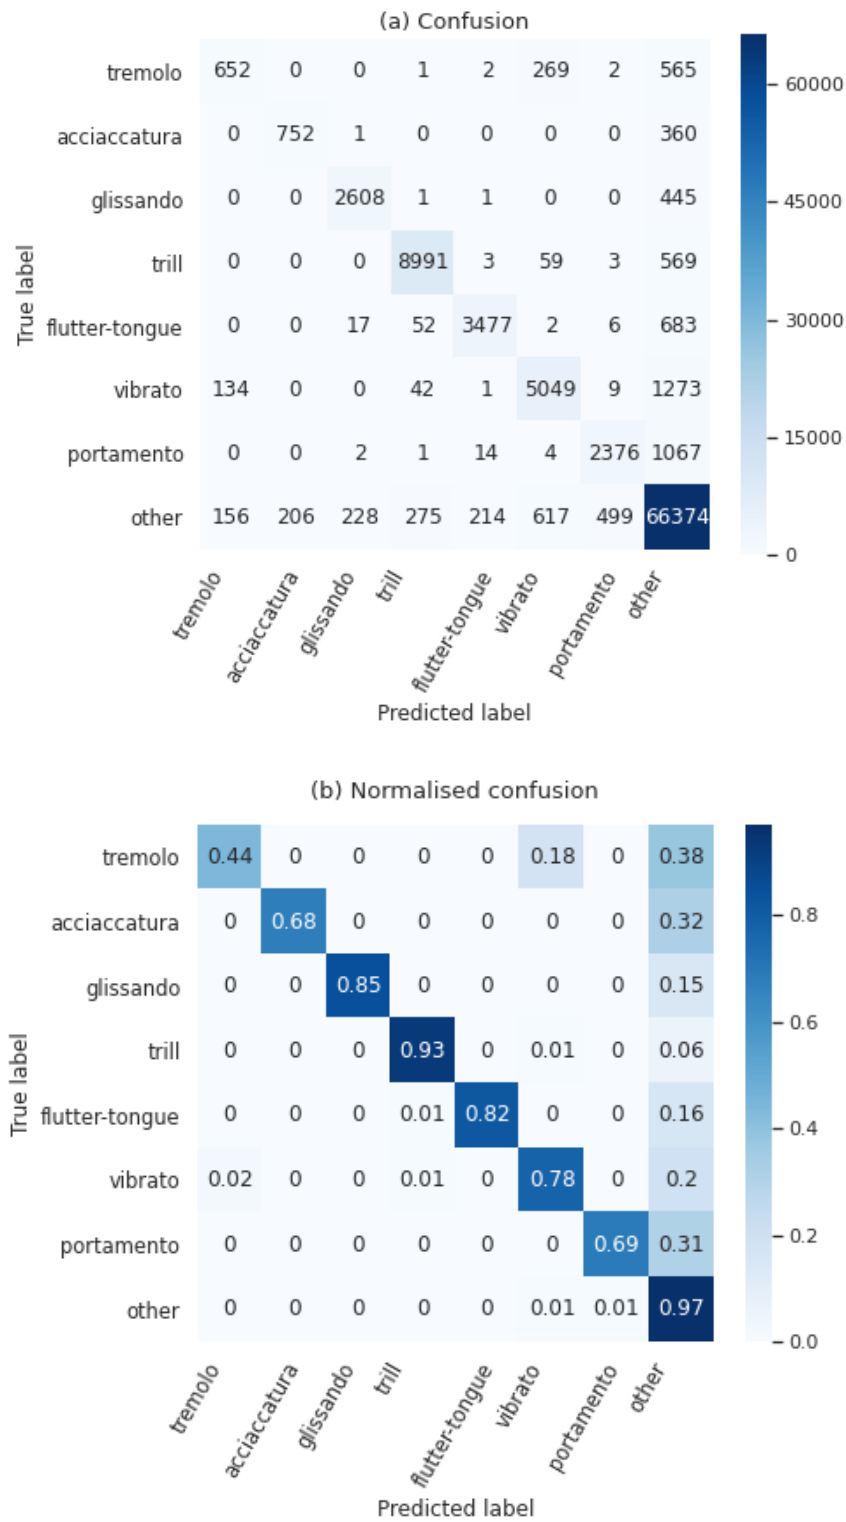 (a) Confusion
tremolo 652 0 0 1 2 269 2 565
acciaccatura 0 752 1 0 0 0 0 360
glissando 0 0 2608 1 1 0 0 445
trill 0 0 0 8991 3 59 3 569
flutter-tongue 0 0 17 52 3477 2 6 683
vibrato 134 0 0 42 1 5049 9 1273
portamento 0 0 2 1 14 4 2376 1067
other 156 206 228 275 214 617 499 66374
True label
tremolo acciaccatura glissando trill flutter-tongue vibrato portamento other
Predicted label
60000
45000
30000
15000
0
(b) Normalised confusion
tremolo 0.44 0 0 0 0 0.18 0 0.38
acciaccatura 0 0.68 0 0 0 0 0 0.32
glissando 0 0 0.85 0 0 0 0 0.15
trill 0 0 0 0.93 0 0.01 0 0.06
flutter-tongue 0 0 0 0.01 0.82 0 0 0.16
vibrato 0.02 0 0 0.01 0 0.78 0 0.2
portamento 0 0 0 0 0 0 0.69 0.31
other 0 0 0 0 0 0.01 0.01 0.97
True label
tremolo acciaccatura glissando trill flutter-tongue vibrato portamento other
Predicted label
0.8
0.6
0.4
0.2
0.0